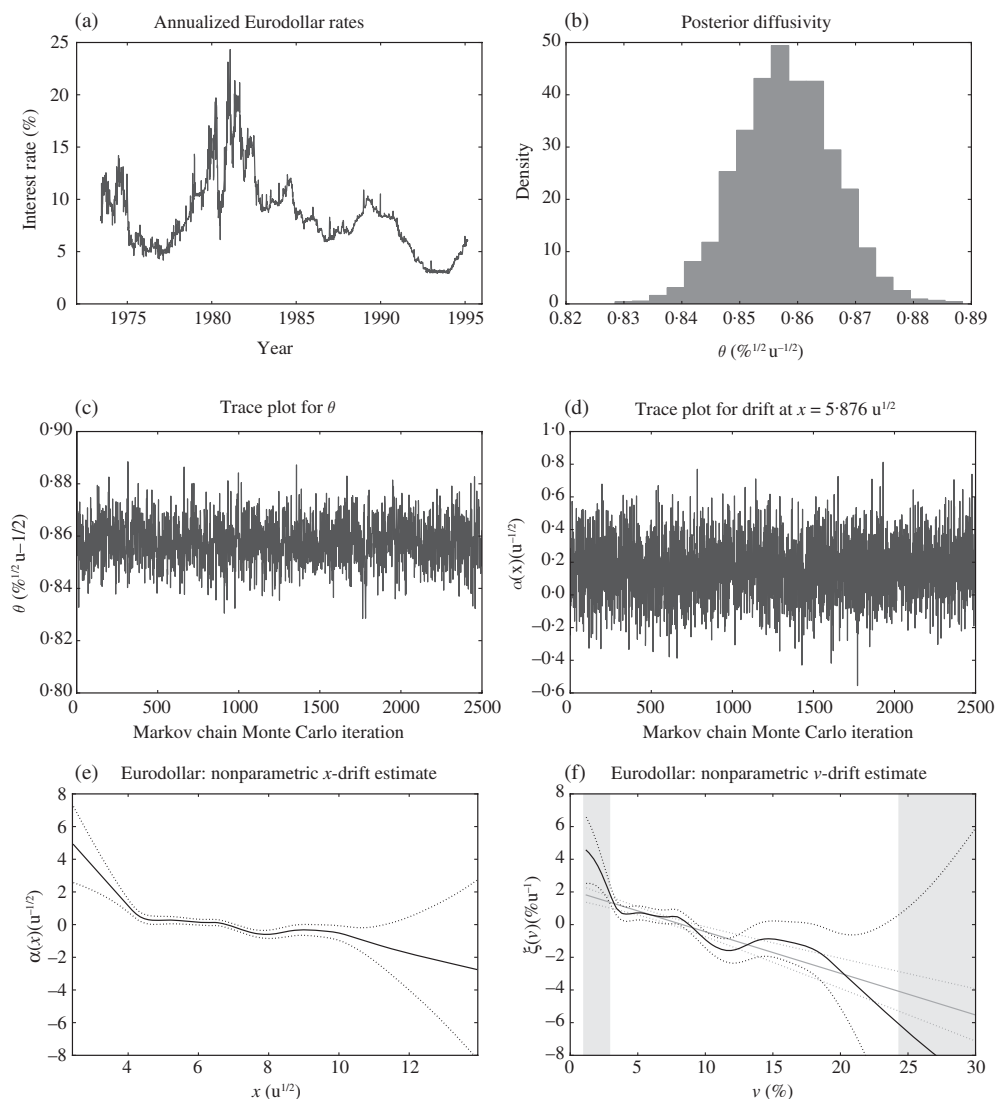 (a) Annualized Eurodollar rates
25
20
15
10
5
0
Interest rate (%)
1975 1980 1985 1990 1995
Year
(b) Posterior diffusivity
50
40
30
20
10
0
Density
0·82 0·83 0·84 0·85 0·86 0·87 0·88 0·89
θ (%^{1/2} u^{–1/2})
(c) Trace plot for θ
0·90
0·88
0·86
0·84
0·82
0·80
θ (%^{1/2} u–1/2)
0 500 1000 1500 2000 2500
Markov chain Monte Carlo iteration
(d) Trace plot for drift at x = 5·876 u^{1/2}
1·0
0·8
0·6
0·4
0·2
0·0
–0·2
–0·4
–0·6
α(x)(u^{–1/2})
0 500 1000 1500 2000 2500
Markov chain Monte Carlo iteration
(e) Eurodollar: nonparametric x-drift estimate
8
6
4
2
0
–2
–4
–6
–8
α(x)(u^{–1/2})
4 6 8 10 12
x (u^{1/2})
(f) Eurodollar: nonparametric v-drift estimate
8
6
4
2
0
–2
–4
–6
–8
ξ(v)(%u^{–1})
0 5 10 15 20 25 30
v (%)